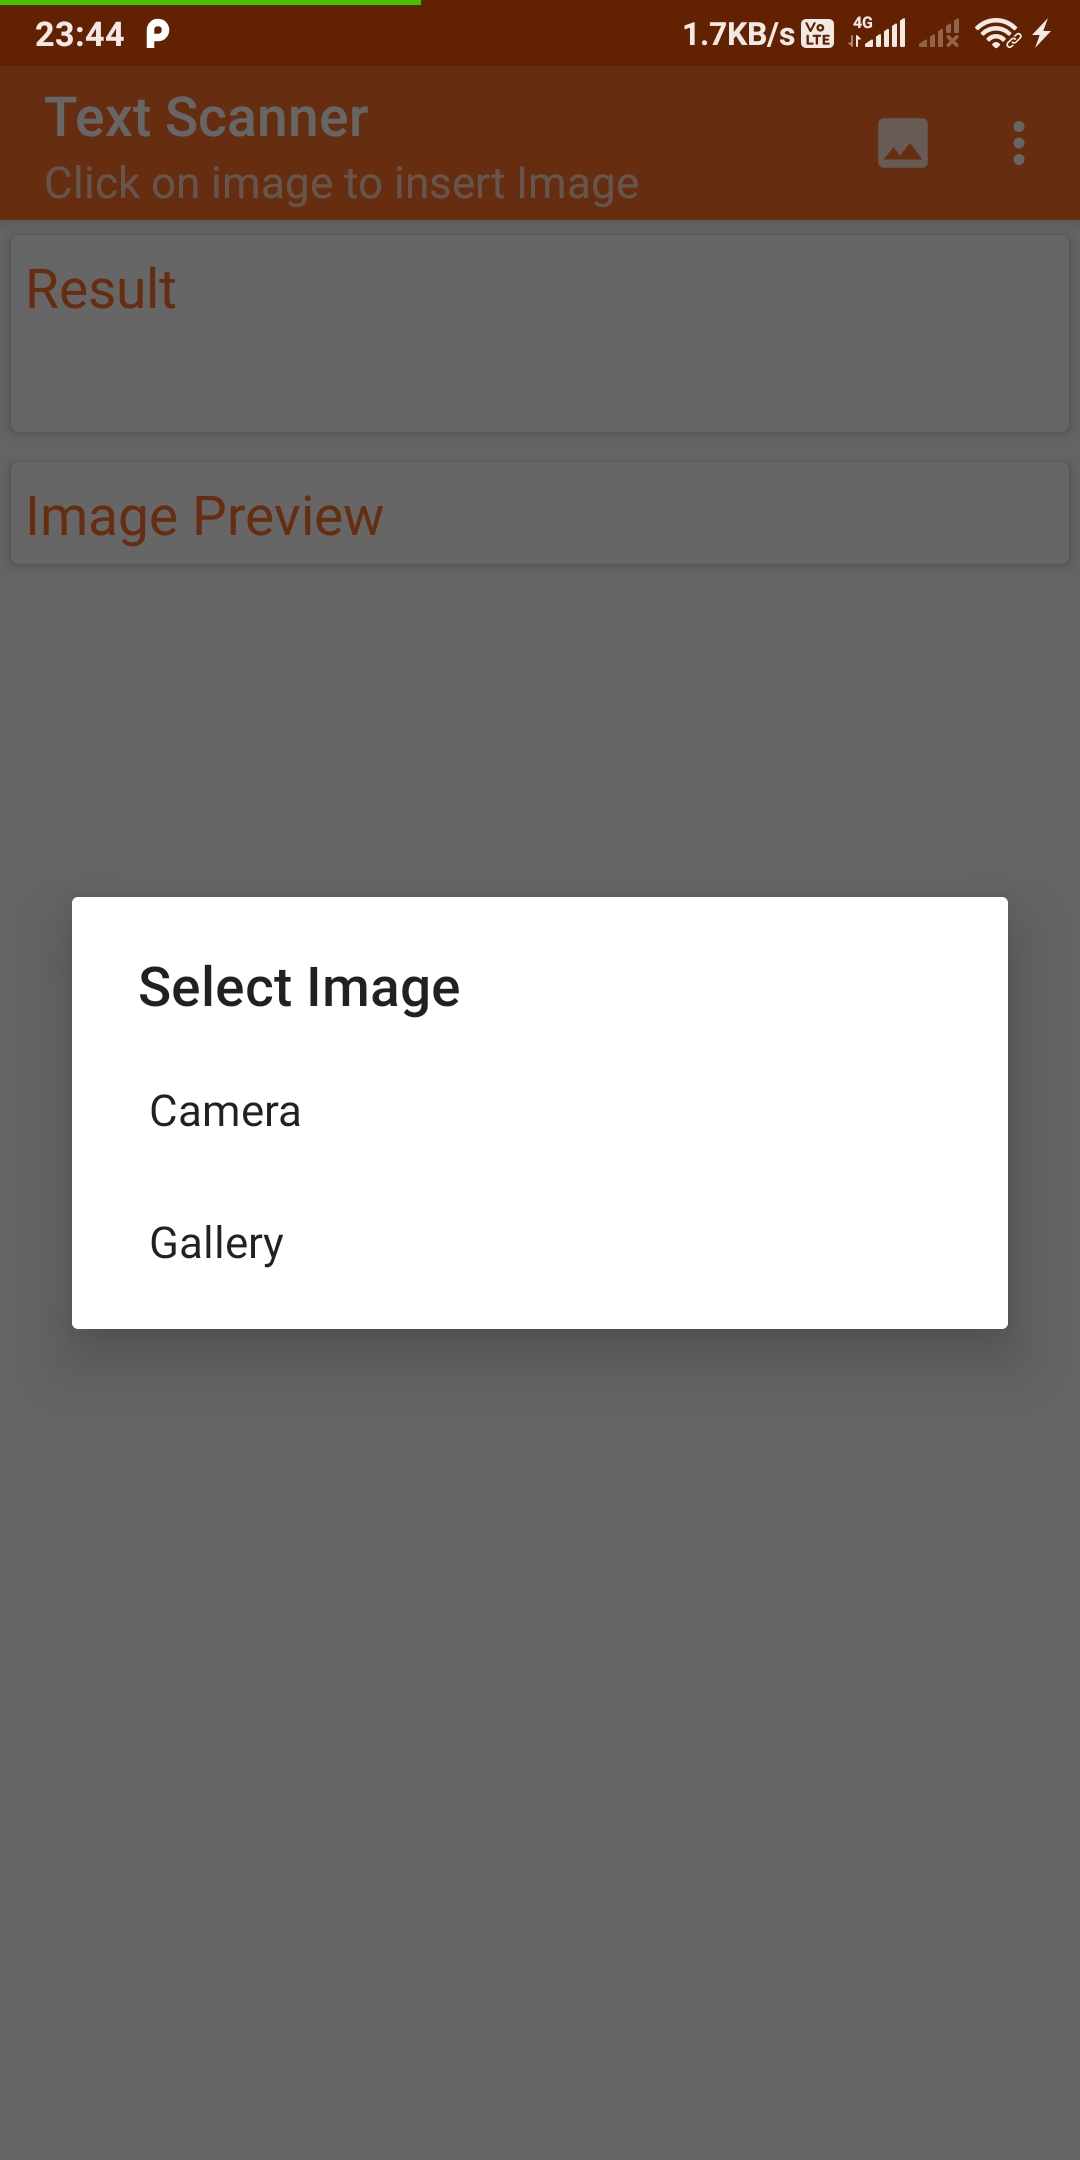 23:44 1.7KB/s Vo LTE 4G
Text Scanner
Click on image to insert Image
Result
Image Preview
Select Image
Camera
Gallery